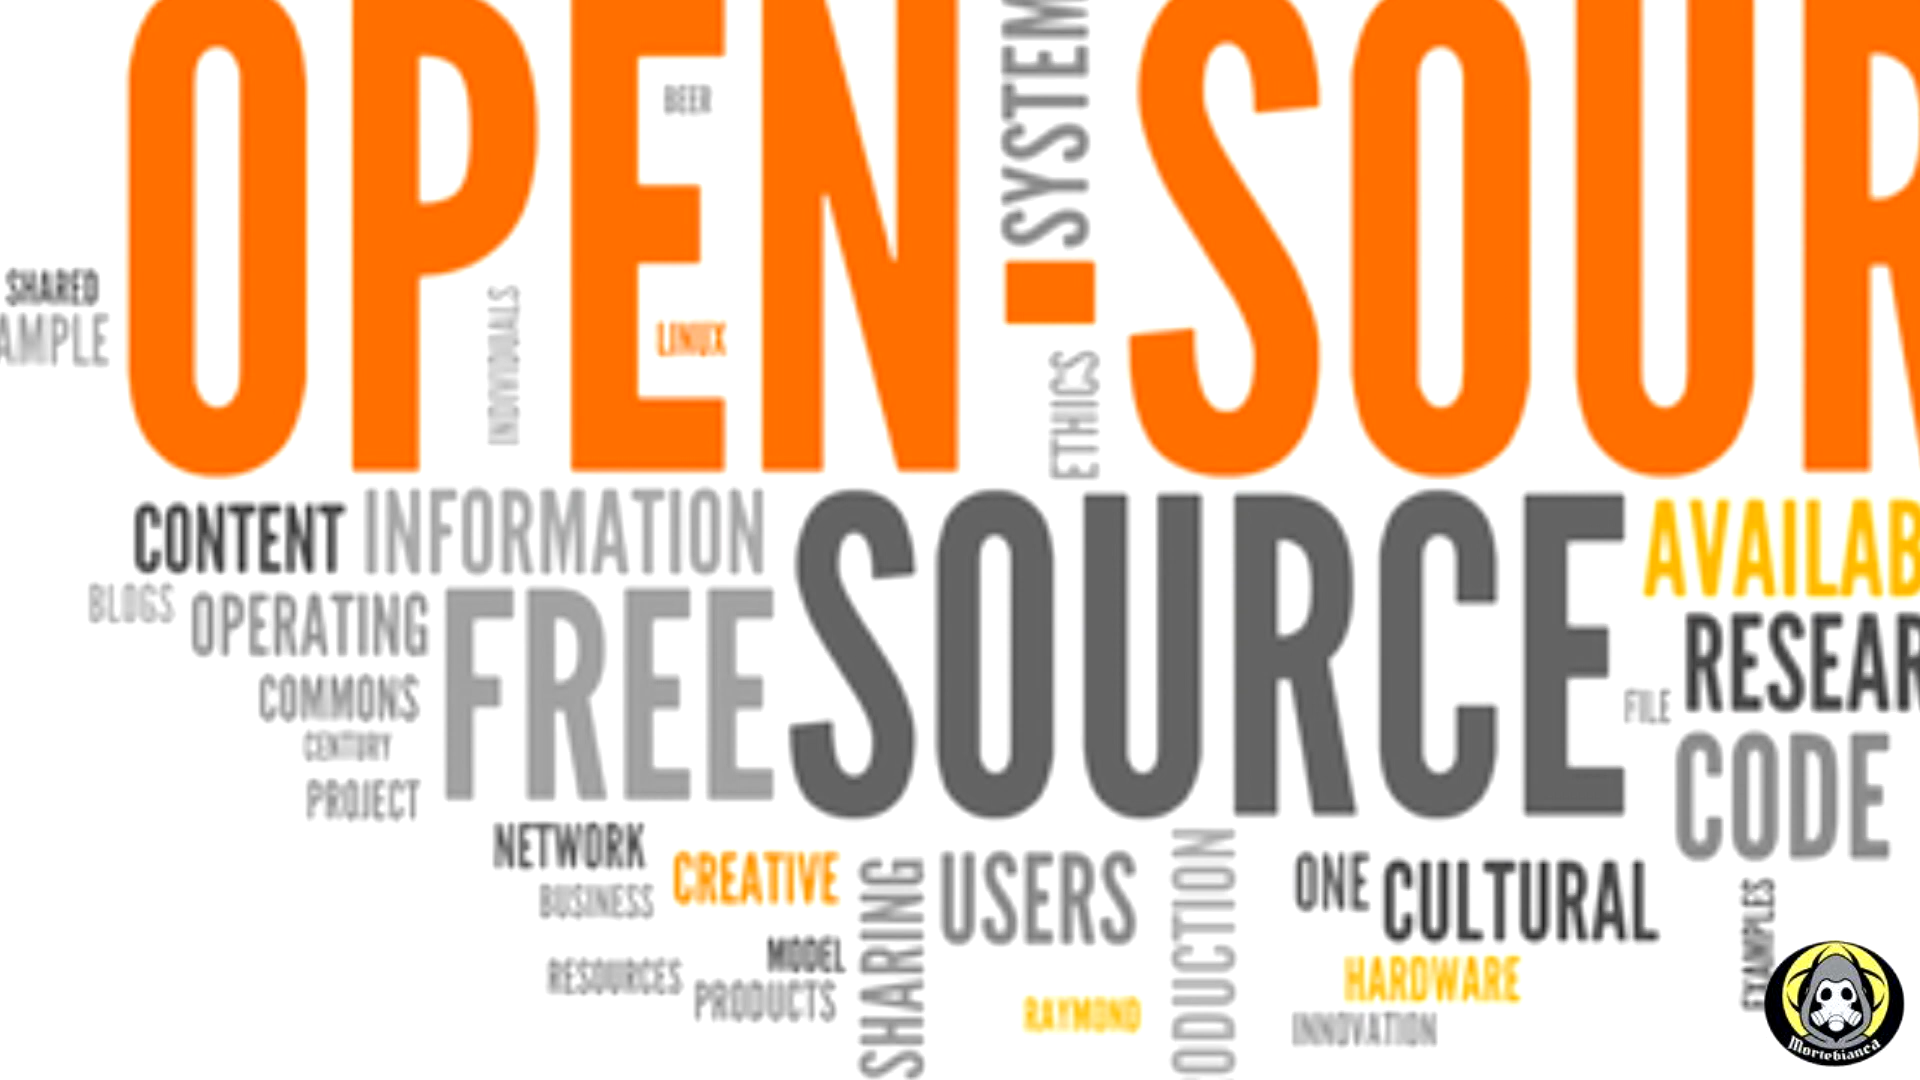 OPEN-SOUR
SYSTEM
BEER
SHARED
AMPLE
INDIVIDUALS
LINUX
ETHICS
CONTENT INFORMATION
SOURCE
AVAILAB
BLOGS OPERATING
FREE
RESEAR
COMMONS
FILE
CENTURY
CODE
PROJECT
NETWORK
CREATIVE
SHARING
USERS
ODUCTION
ONE CULTURAL
BUSINESS
EXAMPLES
MODEL
RESOURCES
PRODUCTS
HARDWARE
RAYMOND
INNOVATION
Mortebianca